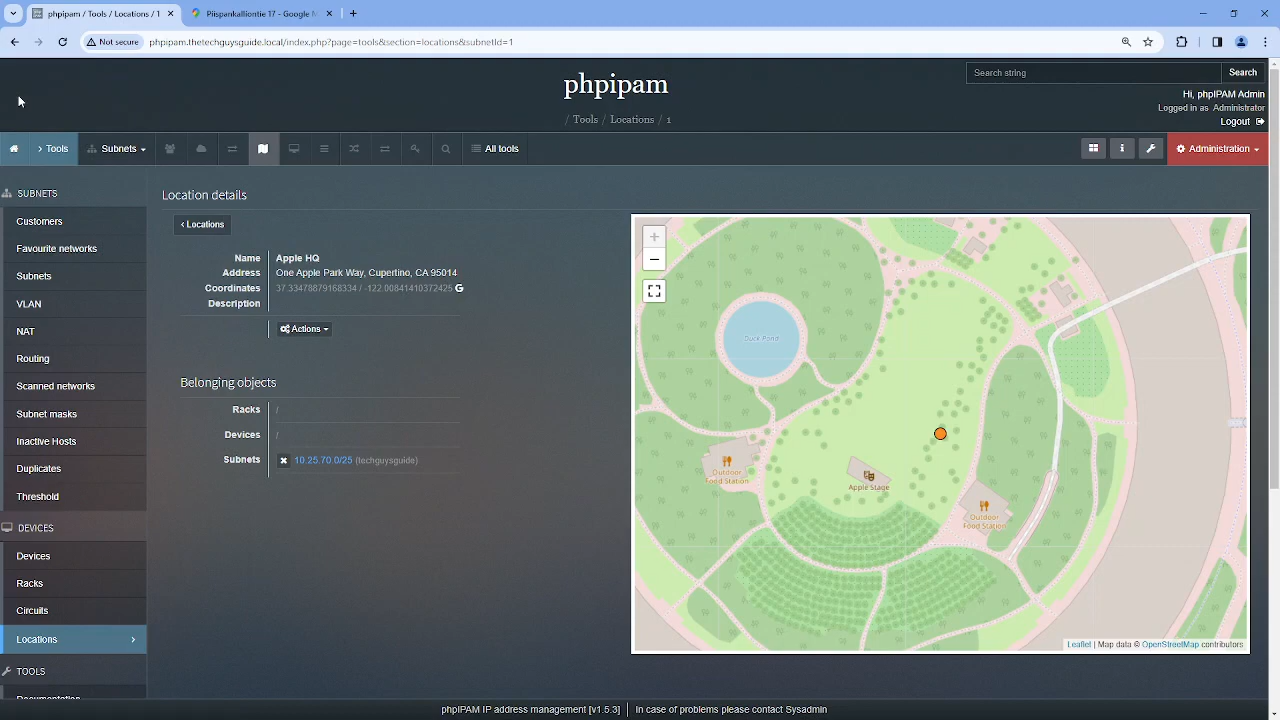 phpipam / Tools / Locations / 1
Piispankalliontie 17 - Google M
Not secure
phpipam.thetechguysguide.local/index.php?page=tools&section=locations&subnetId=1
phpipam
Search string
Search
Hi, phpIPAM Admin
Logged in as Administrator
Logout
/ Tools / Locations / 1
Tools
Subnets
All tools
Administration
SUBNETS
Customers
Favourite networks
Subnets
VLAN
NAT
Routing
Scanned networks
Subnet masks
Inactive Hosts
Duplicates
Threshold
DEVICES
Devices
Racks
Circuits
Locations
TOOLS
Location details
Locations
Name Apple HQ
Address One Apple Park Way, Cupertino, CA 95014
Coordinates 37.33478879168334 / -122.00841410372425
Description
Actions
Belonging objects
Racks /
Devices /
Subnets 10.25.70.0/25 (techguysguide)
+
−
Duck Pond
Outdoor
Food Station
Apple Stage
Outdoor
Food Station
Leaflet | Map data © OpenStreetMap contributors
phpIPAM IP address management [v1.5.3] In case of problems please contact Sysadmin